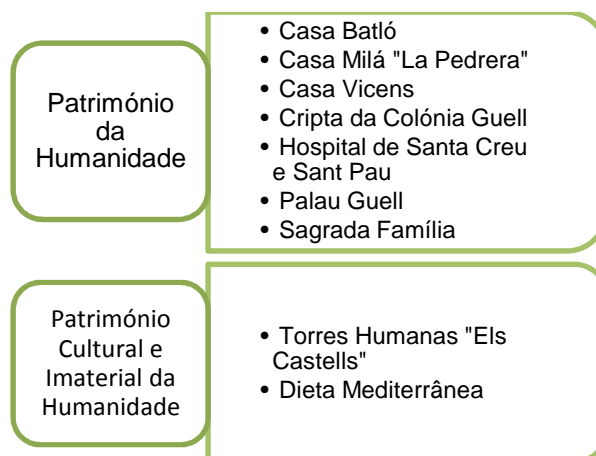 Património
da
Humanidade
• Casa Batló
• Casa Milá "La Pedrera"
• Casa Vicens
• Cripta da Colónia Guell
• Hospital de Santa Creu
e Sant Pau
• Palau Guell
• Sagrada Família
Património
Cultural e
Imaterial da
Humanidade
• Torres Humanas "Els
Castells"
• Dieta Mediterrânea